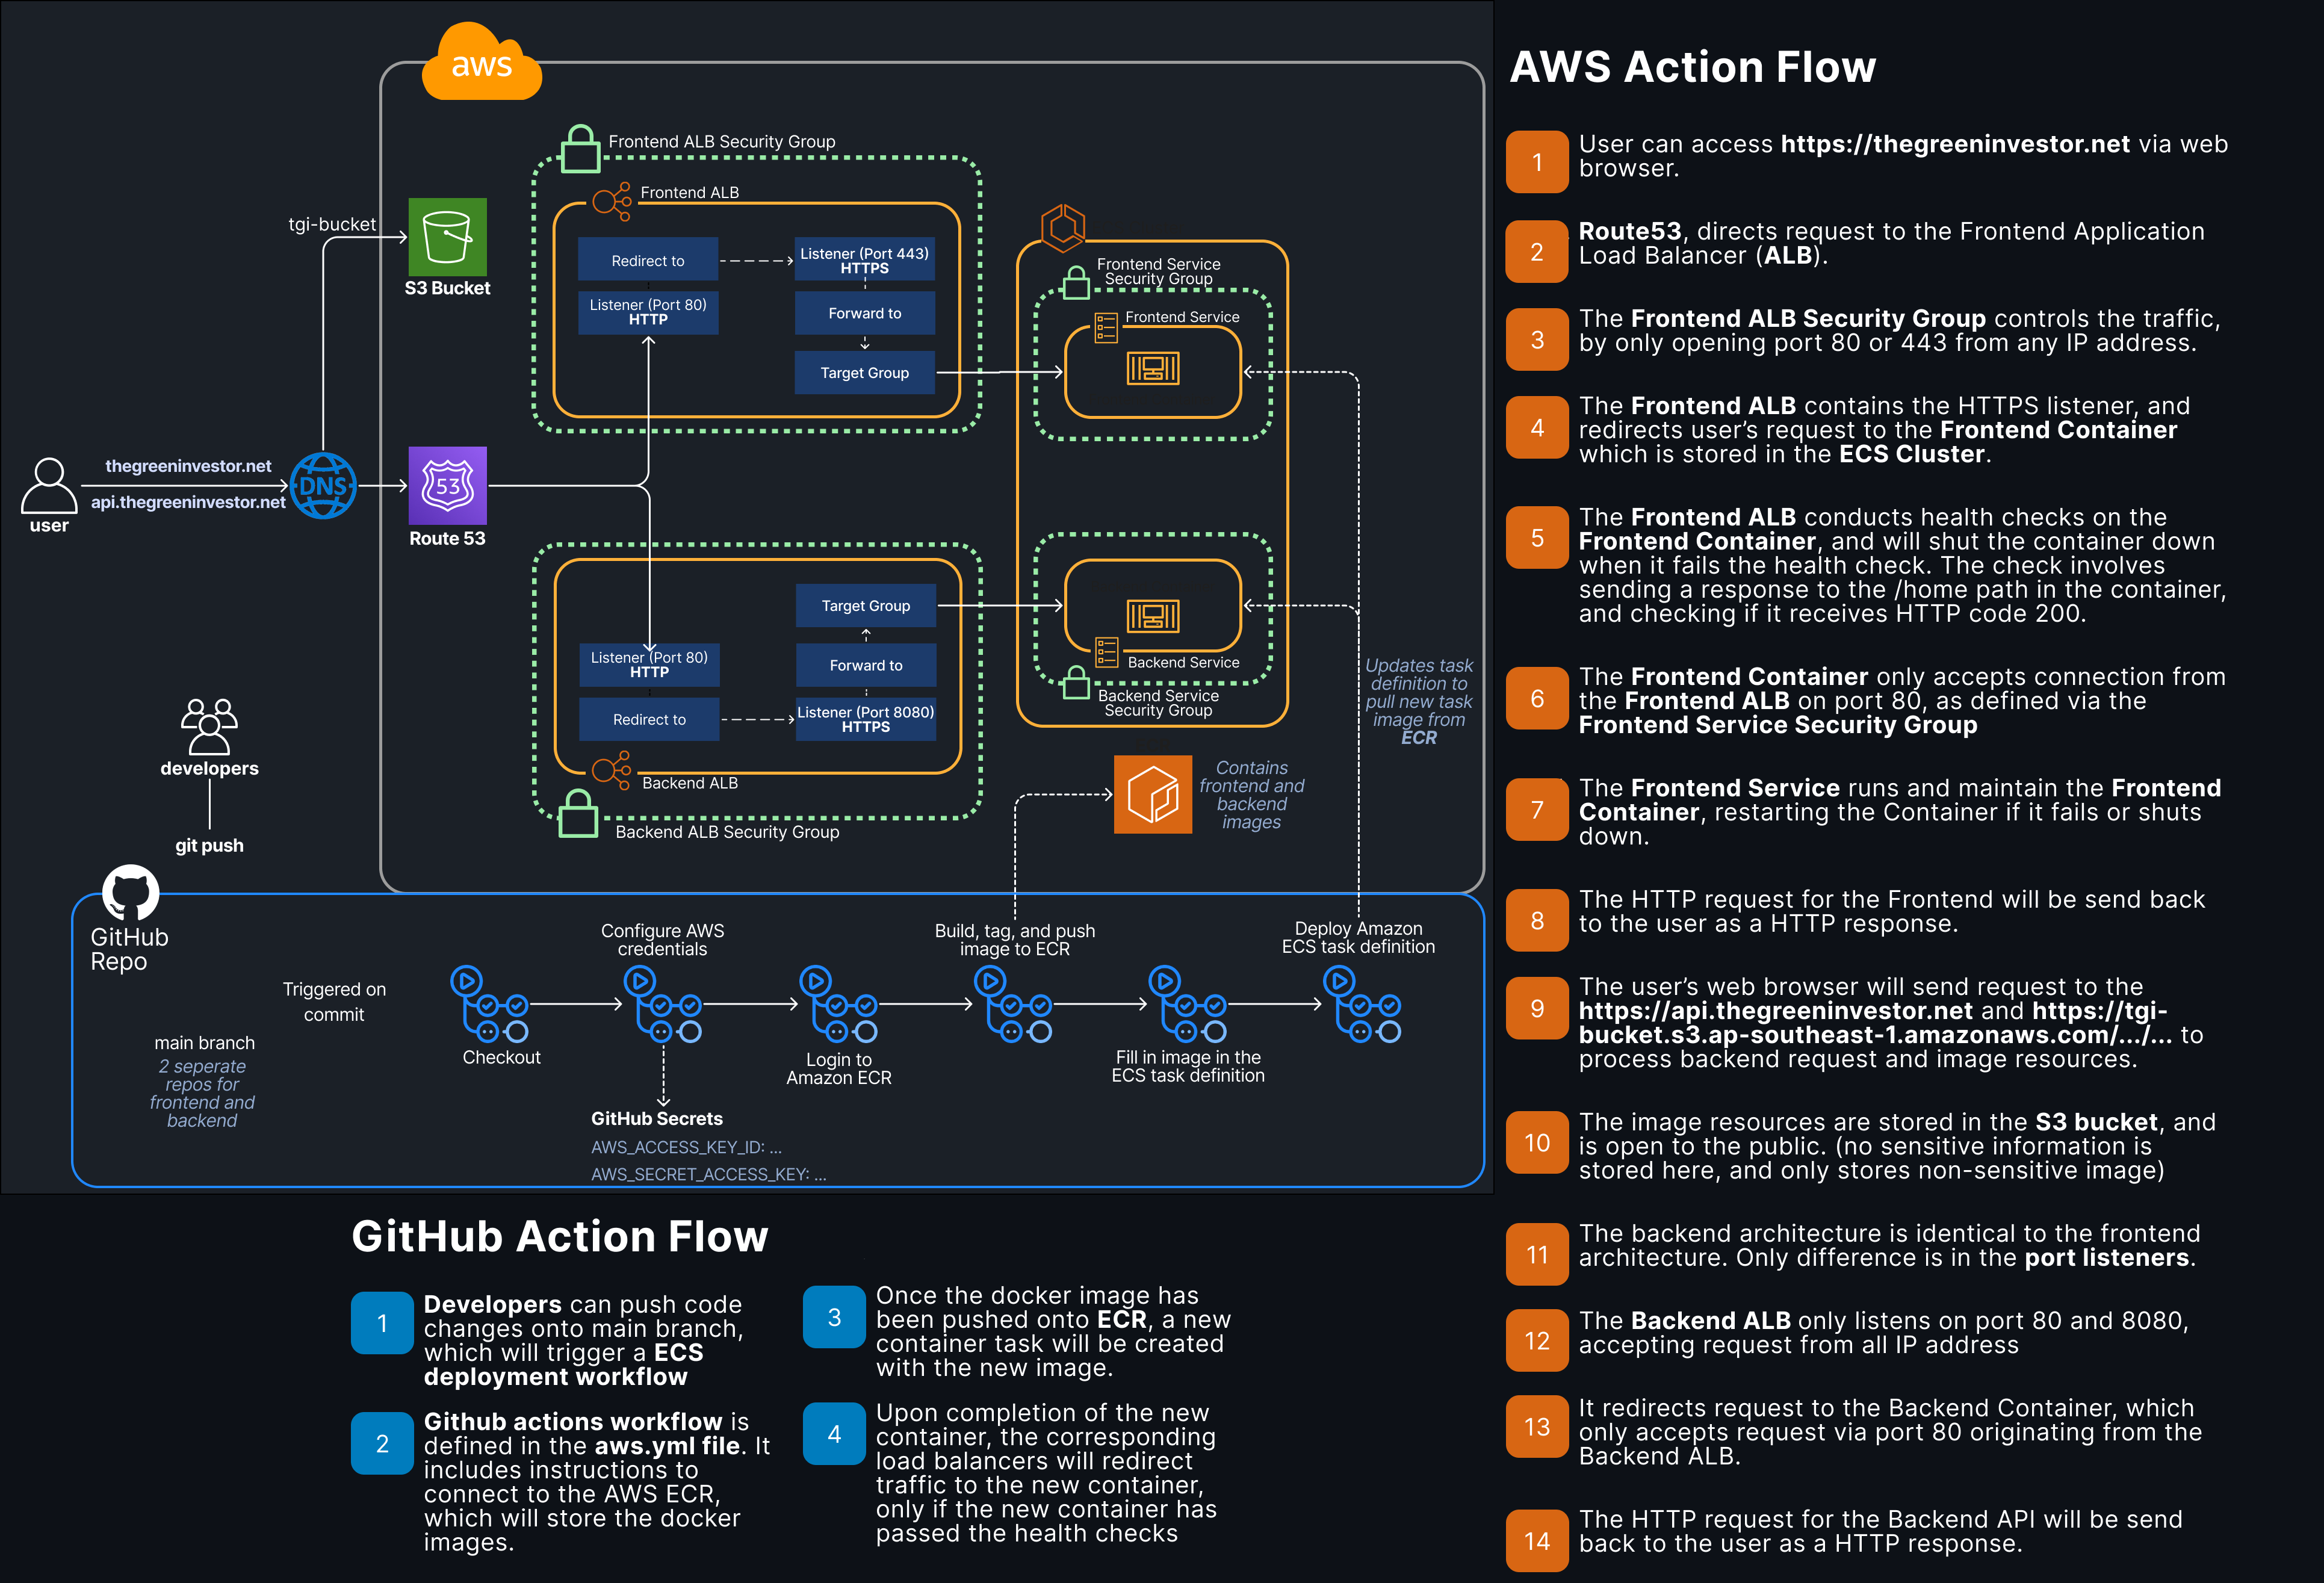 aws
Frontend ALB Security Group
Frontend ALB
Redirect to
Listener (Port 443)
HTTPS
Listener (Port 80)
HTTP
Forward to
Target Group
tgi-bucket
S3 Bucket
Frontend Service
Security Group
Frontend Service
thegreeninvestor.net
api.thegreeninvestor.net
user
DNS
53
Route 53
Target Group
Listener (Port 80)
HTTP
Forward to
Redirect to
Listener (Port 8080)
HTTPS
Backend ALB
Backend ALB Security Group
Backend Service
Backend Service
Security Group
Updates task
definition to
pull new task
image from
ECR
Contains
frontend and
backend
images
developers
git push
GitHub
Repo
Triggered on
commit
main branch
2 seperate
repos for
frontend and
backend
Checkout
Configure AWS
credentials
GitHub Secrets
AWS_ACCESS_KEY_ID: ...
AWS_SECRET_ACCESS_KEY: ...
Login to
Amazon ECR
Build, tag, and push
image to ECR
Fill in image in the
ECS task definition
Deploy Amazon
ECS task definition
GitHub Action Flow
1
Developers can push code
changes onto main branch,
which will trigger a ECS
deployment workflow
2
Github actions workflow is
defined in the aws.yml file. It
includes instructions to
connect to the AWS ECR,
which will store the docker
images.
3
Once the docker image has
been pushed onto ECR, a new
container task will be created
with the new image.
4
Upon completion of the new
container, the corresponding
load balancers will redirect
traffic to the new container,
only if the new container has
passed the health checks
AWS Action Flow
1
User can access https://thegreeninvestor.net via web
browser.
2
Route53, directs request to the Frontend Application
Load Balancer (ALB).
3
The Frontend ALB Security Group controls the traffic,
by only opening port 80 or 443 from any IP address.
4
The Frontend ALB contains the HTTPS listener, and
redirects user’s request to the Frontend Container
which is stored in the ECS Cluster.
5
The Frontend ALB conducts health checks on the
Frontend Container, and will shut the container down
when it fails the health check. The check involves
sending a response to the /home path in the container,
and checking if it receives HTTP code 200.
6
The Frontend Container only accepts connection from
the Frontend ALB on port 80, as defined via the
Frontend Service Security Group
7
The Frontend Service runs and maintain the Frontend
Container, restarting the Container if it fails or shuts
down.
8
The HTTP request for the Frontend will be send back
to the user as a HTTP response.
9
The user’s web browser will send request to the
https://api.thegreeninvestor.net and https://tgi-
bucket.s3.ap-southeast-1.amazonaws.com/.../... to
process backend request and image resources.
10
The image resources are stored in the S3 bucket, and
is open to the public. (no sensitive information is
stored here, and only stores non-sensitive image)
11
The backend architecture is identical to the frontend
architecture. Only difference is in the port listeners.
12
The Backend ALB only listens on port 80 and 8080,
accepting request from all IP address
13
It redirects request to the Backend Container, which
only accepts request via port 80 originating from the
Backend ALB.
14
The HTTP request for the Backend API will be send
back to the user as a HTTP response.